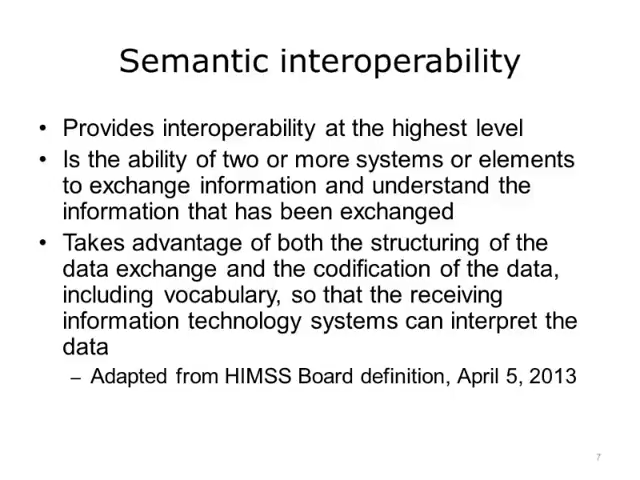 Semantic interoperability
• Provides interoperability at the highest level
• Is the ability of two or more systems or elements
to exchange information and understand the
information that has been exchanged
• Takes advantage of both the structuring of the
data exchange and the codification of the data,
including vocabulary, so that the receiving
information technology systems can interpret the
data
– Adapted from HIMSS Board definition, April 5, 2013
7